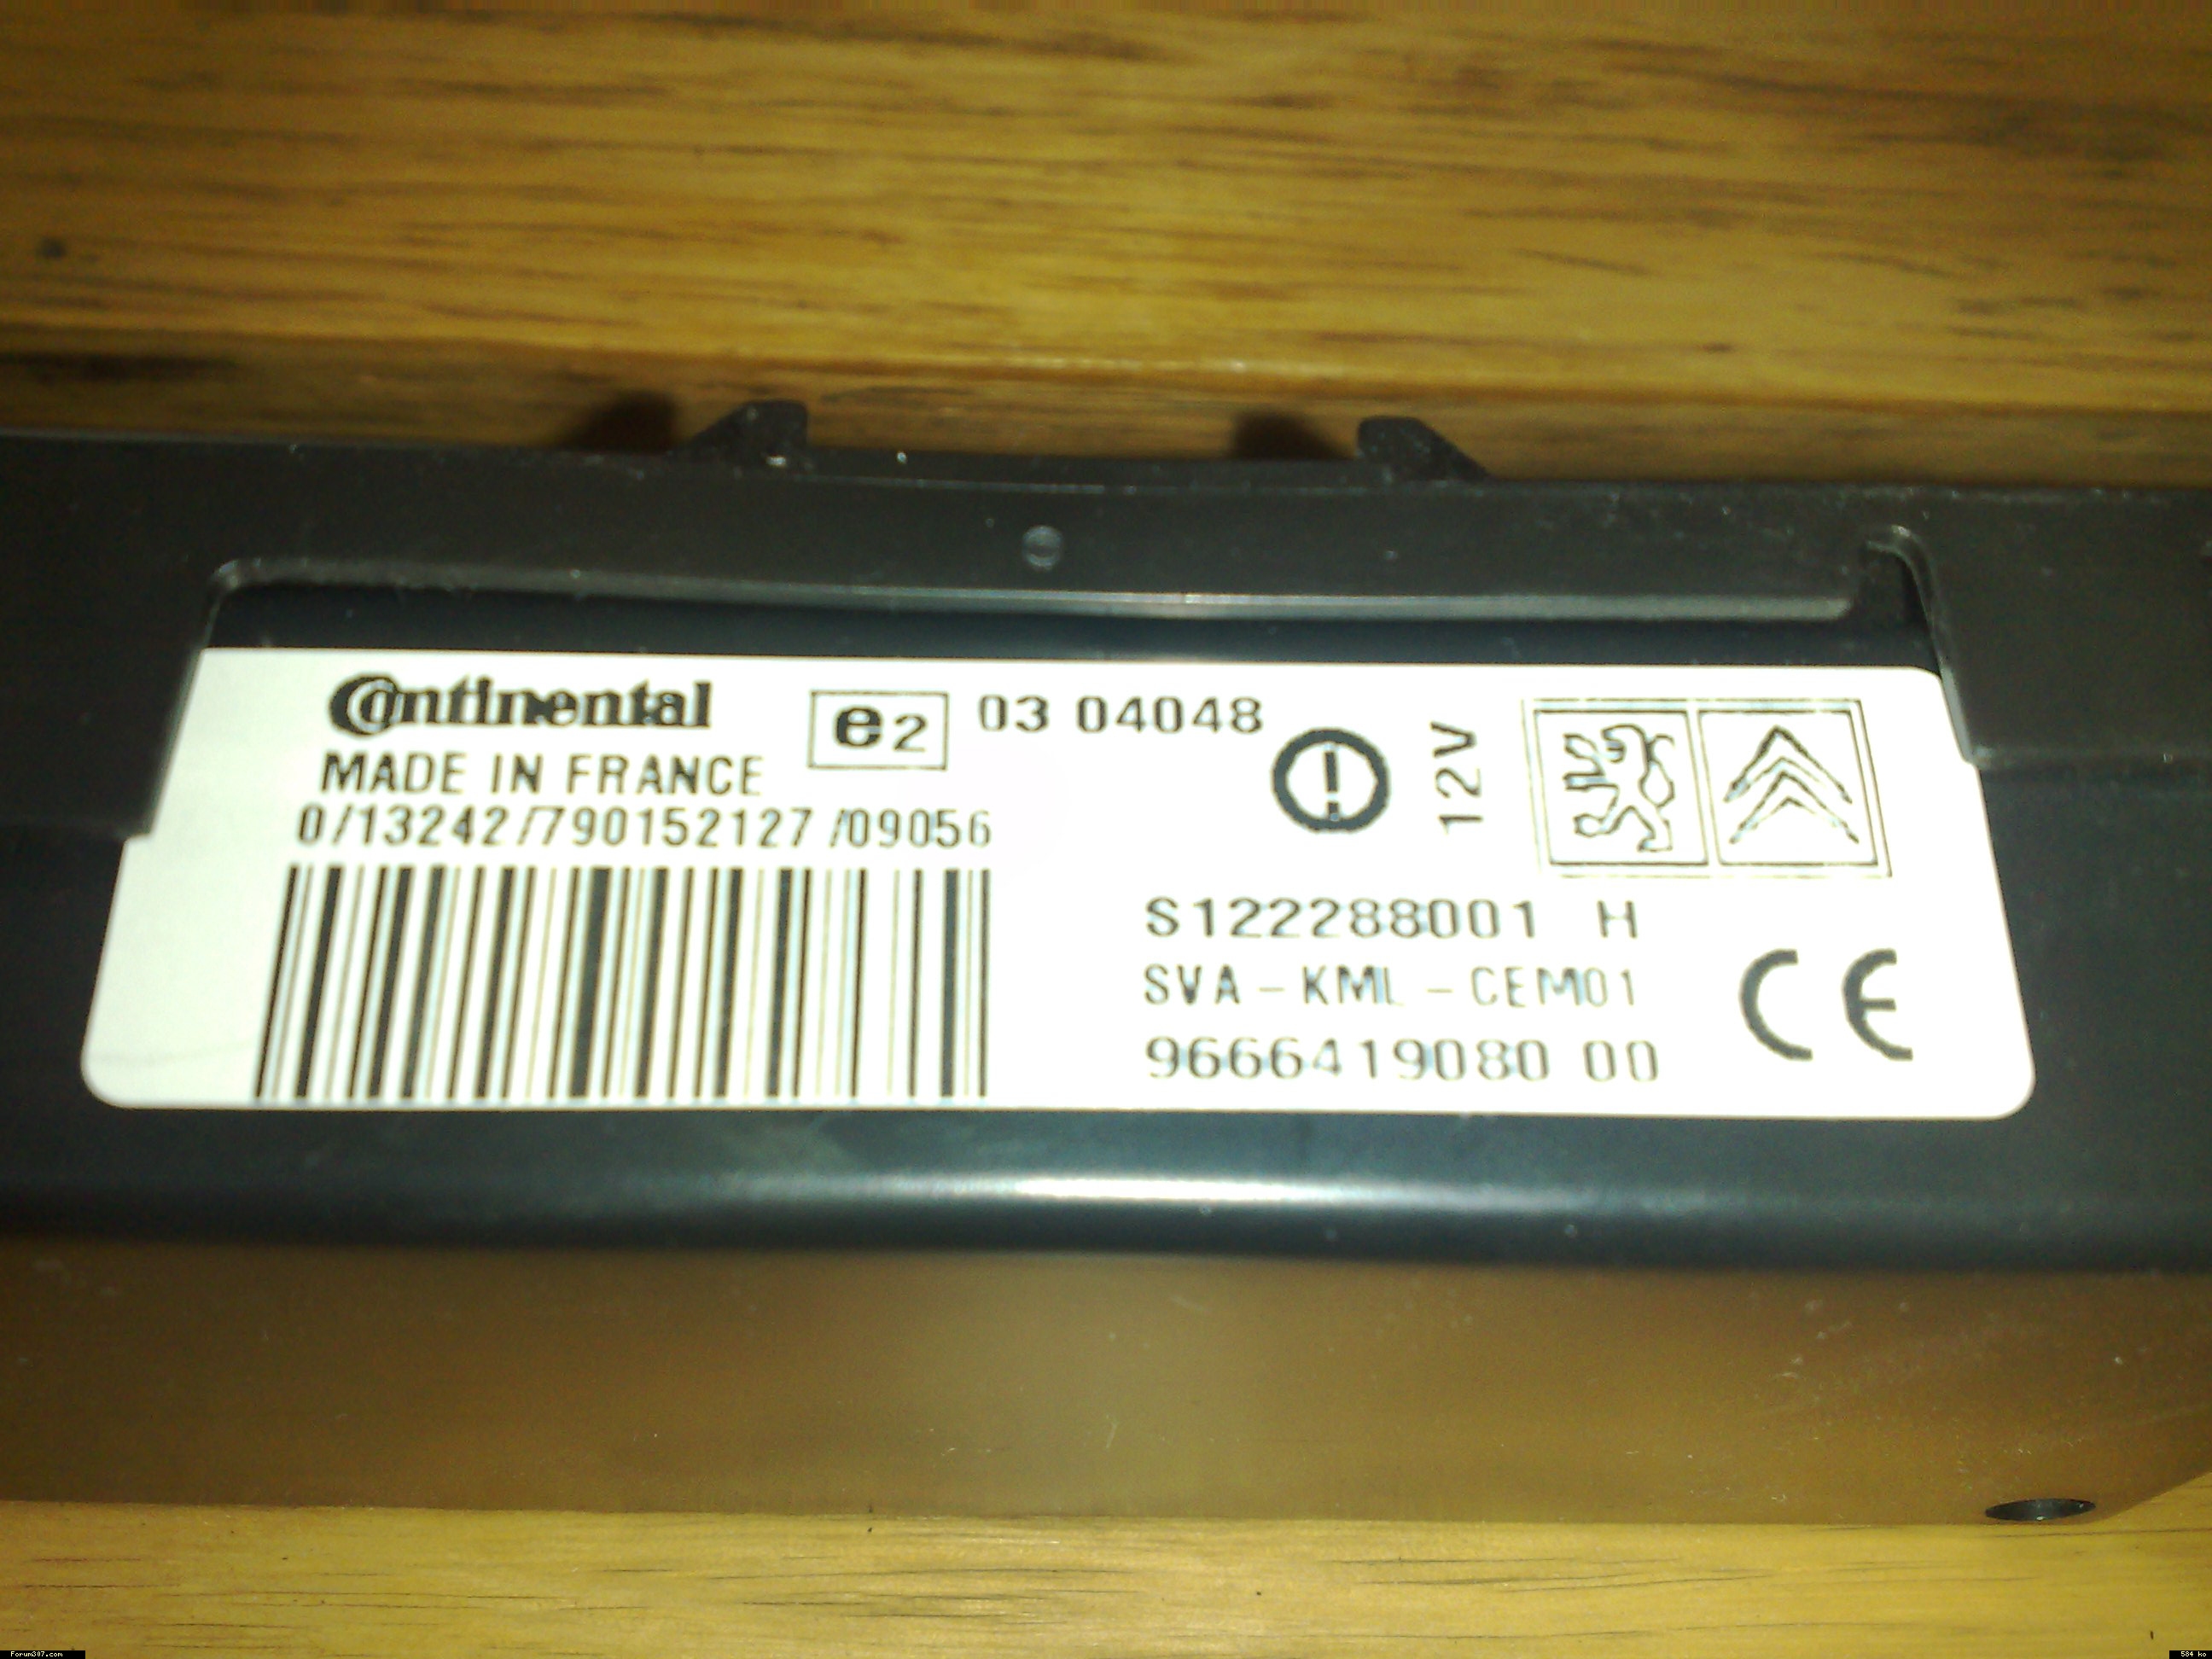 Continental
MADE IN FRANCE
0/13242/790152127/09056
e2
03 04048
12V
S122288001 H
SVA-KML-CEM01
9666419080 00
CE
Forum307.com
584 ko